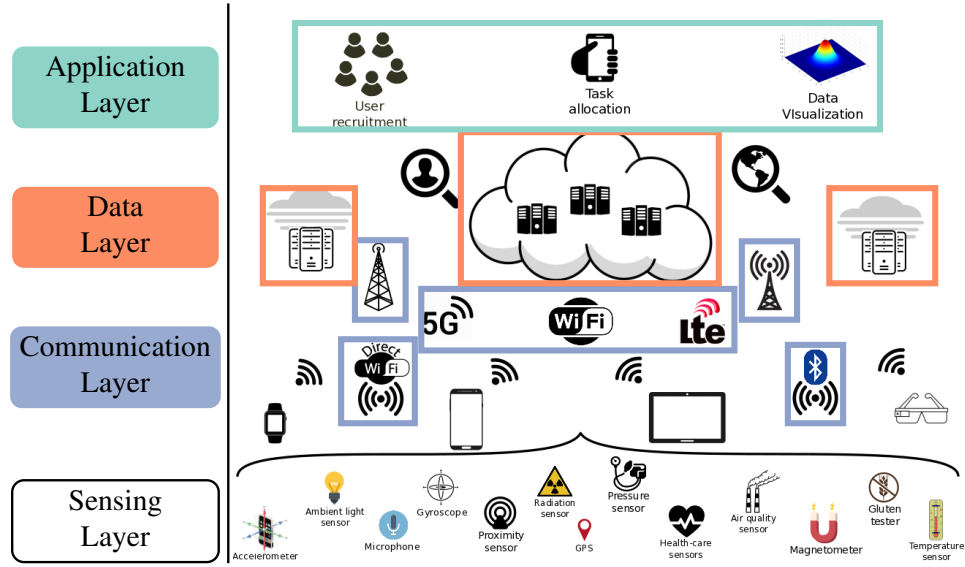 Application
Layer
User
recruitment
Task
allocation
Data
VIsualization
Data
Layer
Communication
Layer
5G
Wi Fi
Lte
Direct
Wi Fi
Sensing
Layer
Accelerometer
Ambient light
sensor
Microphone
Gyroscope
Proximity
sensor
Radiation
sensor
GPS
Pressure
sensor
Health-care
sensors
Air quality
sensor
Magnetometer
Gluten
tester
Temperature
sensor